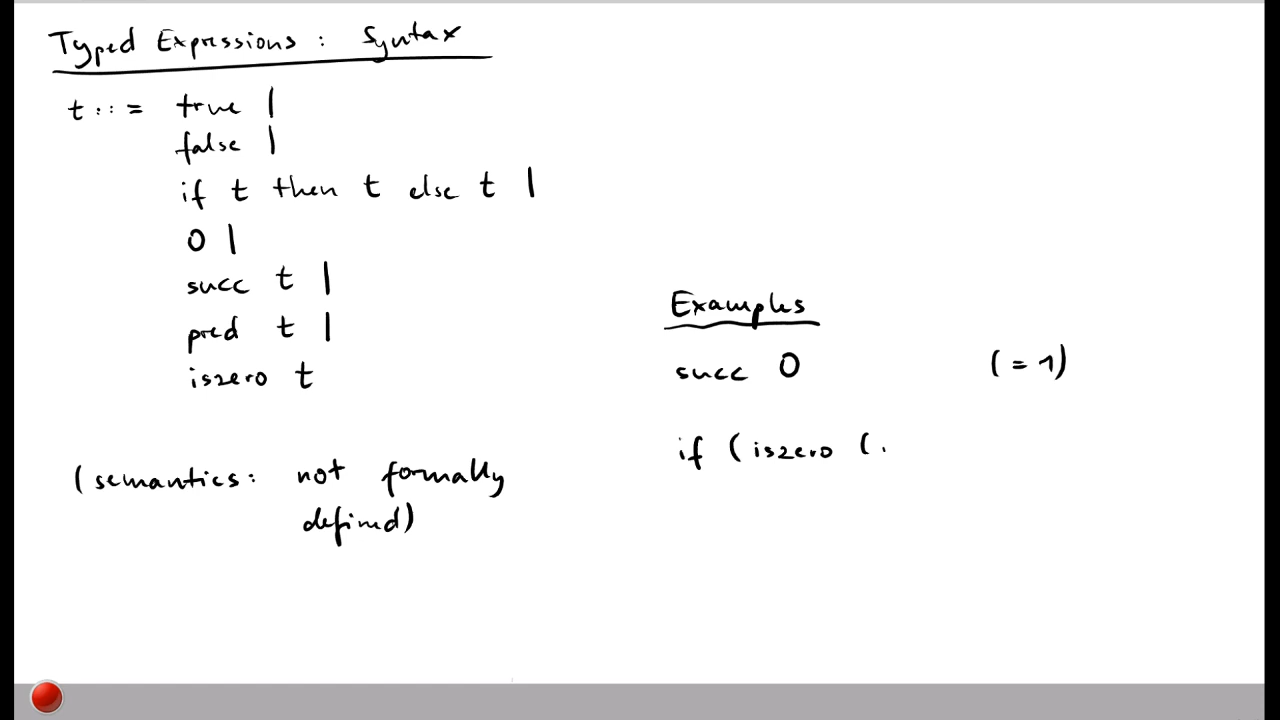 Typed Expressions: Syntax
t ::= true |
false |
if t then t else t |
0 |
succ t |
pred t |
iszero t
(semantics: not formally
defined)
Examples
succ 0 (= 1)
if (iszero (.